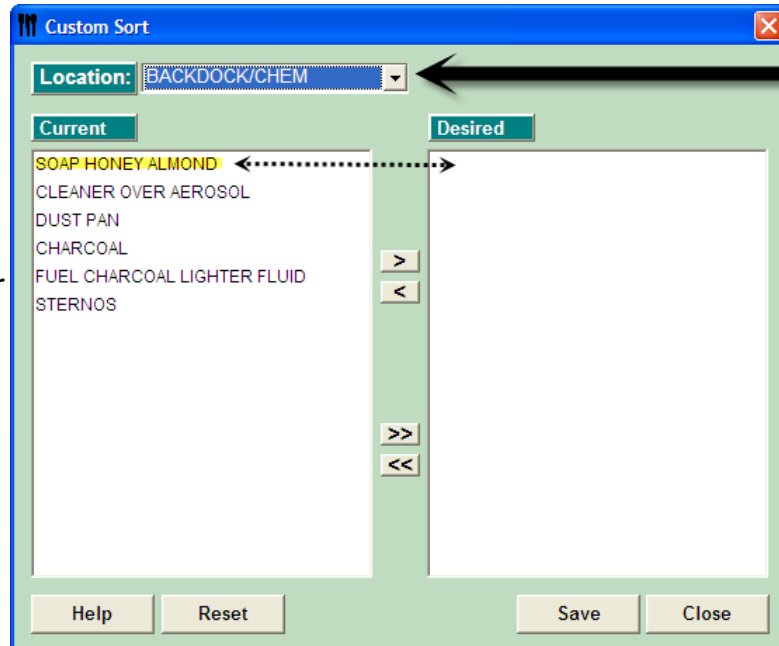 Custom Sort
Location: BACKDOCK/CHEM
Current
Desired
SOAP HONEY ALMOND
CLEANER OVER AEROSOL
DUST PAN
CHARCOAL
FUEL CHARCOAL LIGHTER FLUID
STERNOS
>
<
>>
<<
Help Reset Save Close